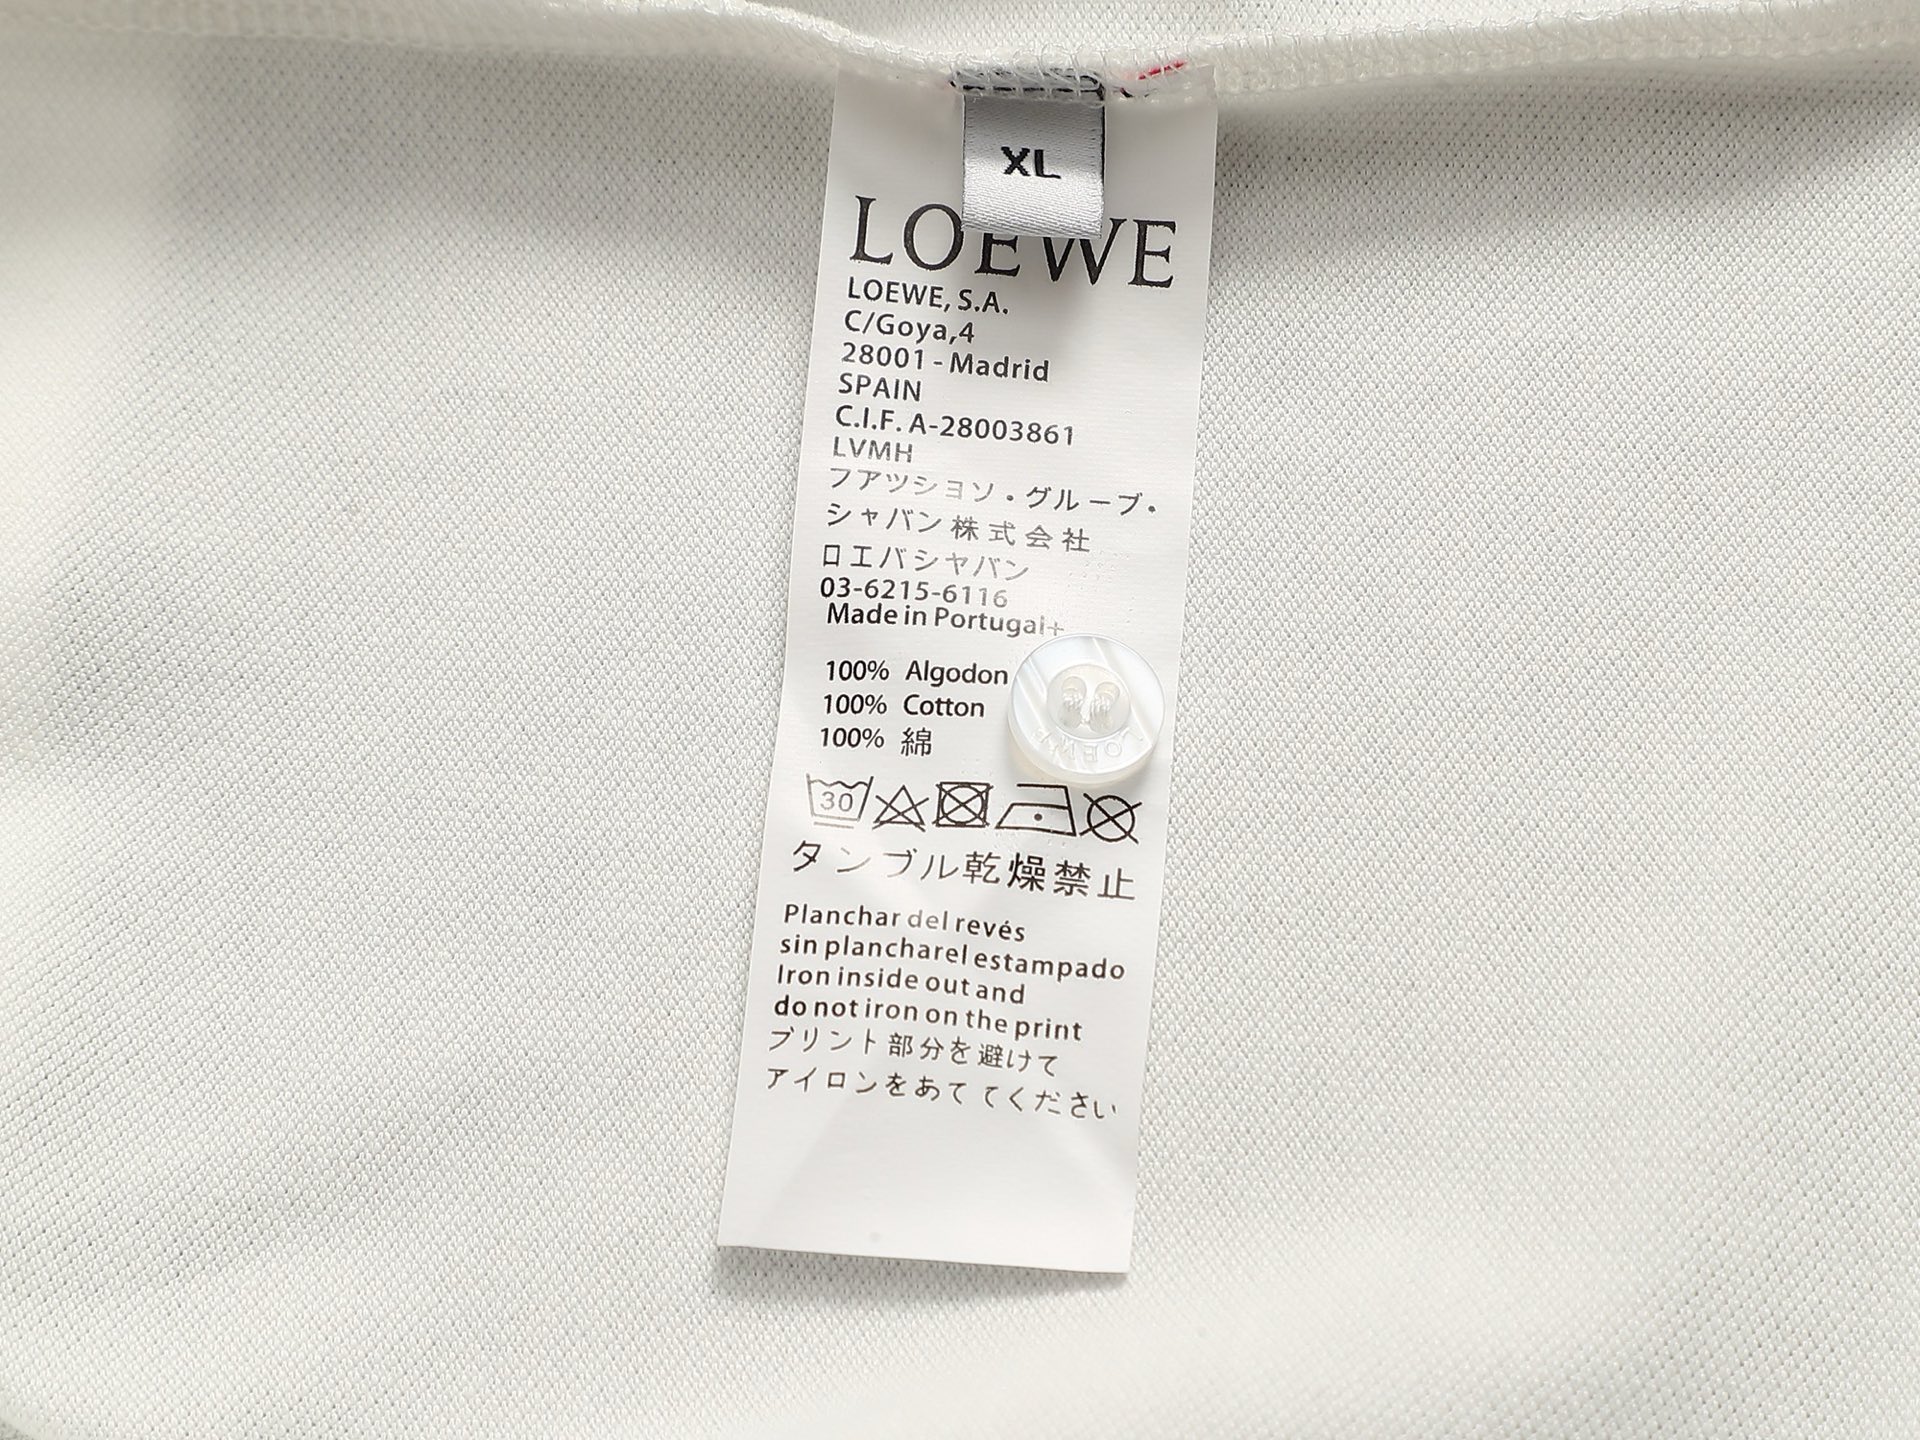 XL
LOEWE
LOEWE, S.A.
C/Goya,4
28001 - Madrid
SPAIN
C.I.F. A-28003861
LVMH
フアツシヨソ・グループ・
シャバン株式会社
ロエバシヤバン
03-6215-6116
Made in Portugal+
100% Algodon
100% Cotton
100% 綿
LOEWE
30
タンブル乾燥禁止
Planchar del revés
sin plancharel estampado
Iron inside out and
do not iron on the print
プリント部分を避けて
アイロンをあててください